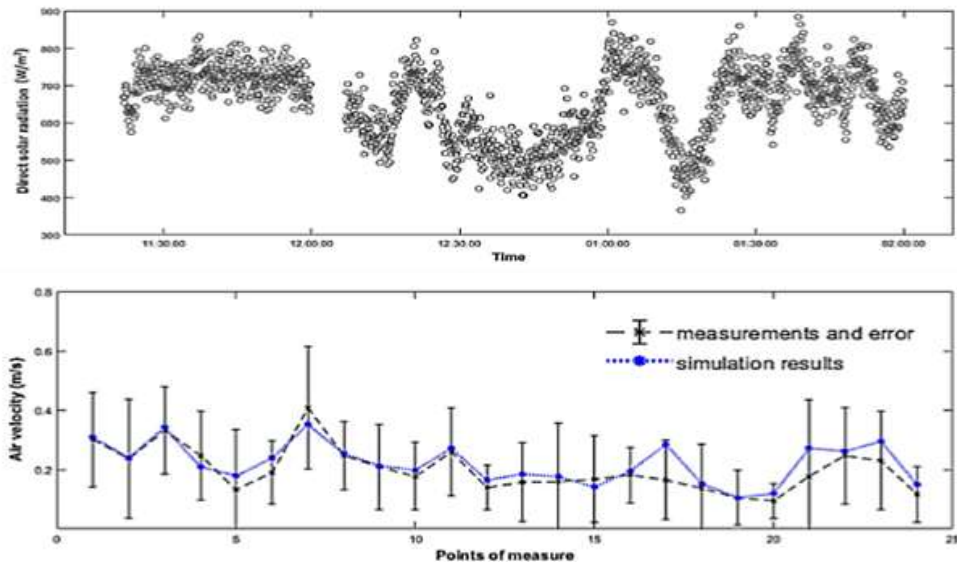 900
800
700
600
500
400
300
Direct solar radiation (W/m²)
11:30:00 12:00:00 12:30:00 01:00:00 01:30:00 02:00:00
Time
0.8
0.6
0.4
0.2
Air velocity (m/s)
measurements and error
simulation results
0 5 10 15 20 25
Points of measure